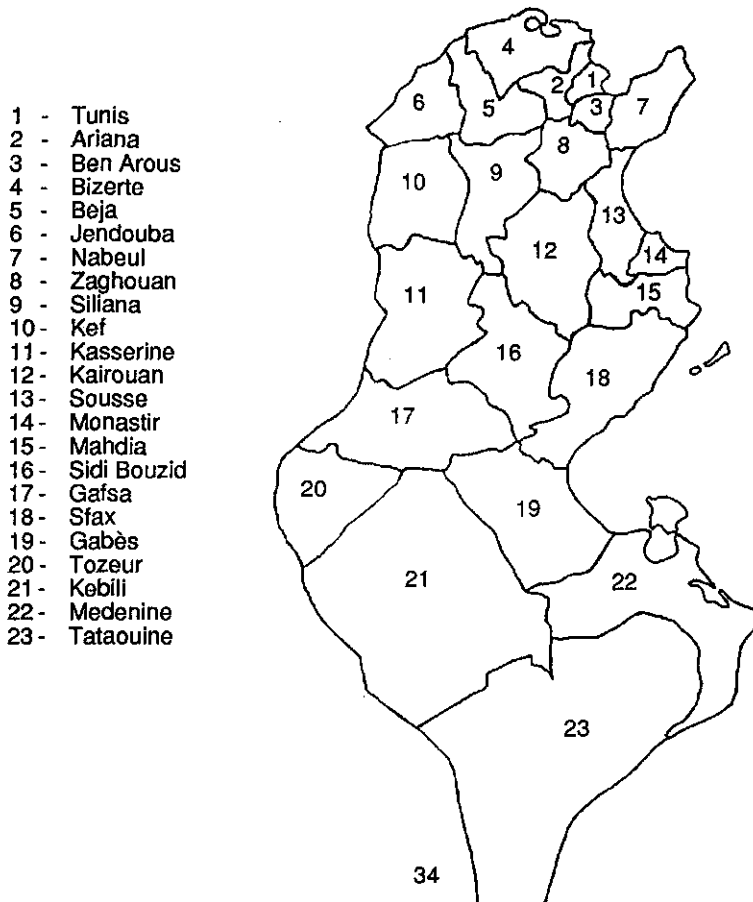 1 - Tunis
2 - Ariana
3 - Ben Arous
4 - Bizerte
5 - Beja
6 - Jendouba
7 - Nabeul
8 - Zaghouan
9 - Siliana
10 - Kef
11 - Kasserine
12 - Kairouan
13 - Sousse
14 - Monastir
15 - Mahdia
16 - Sidi Bouzid
17 - Gafsa
18 - Sfax
19 - Gabès
20 - Tozeur
21 - Kebili
22 - Medenine
23 - Tataouine
4
2
1
6
5
3
7
8
9
10
13
12
14
11
15
16
18
17
20
19
21
22
23
34